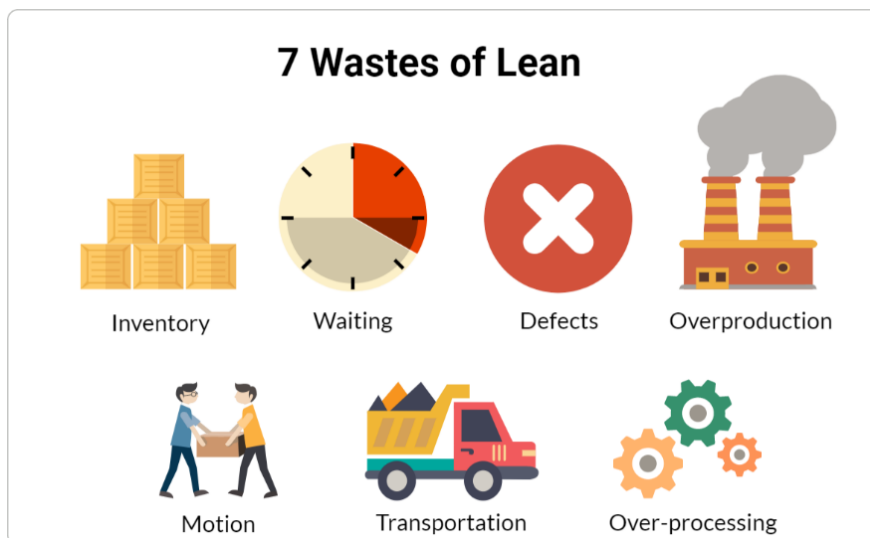 7 Wastes of Lean
Inventory
Waiting
Defects
Overproduction
Motion
Transportation
Over-processing